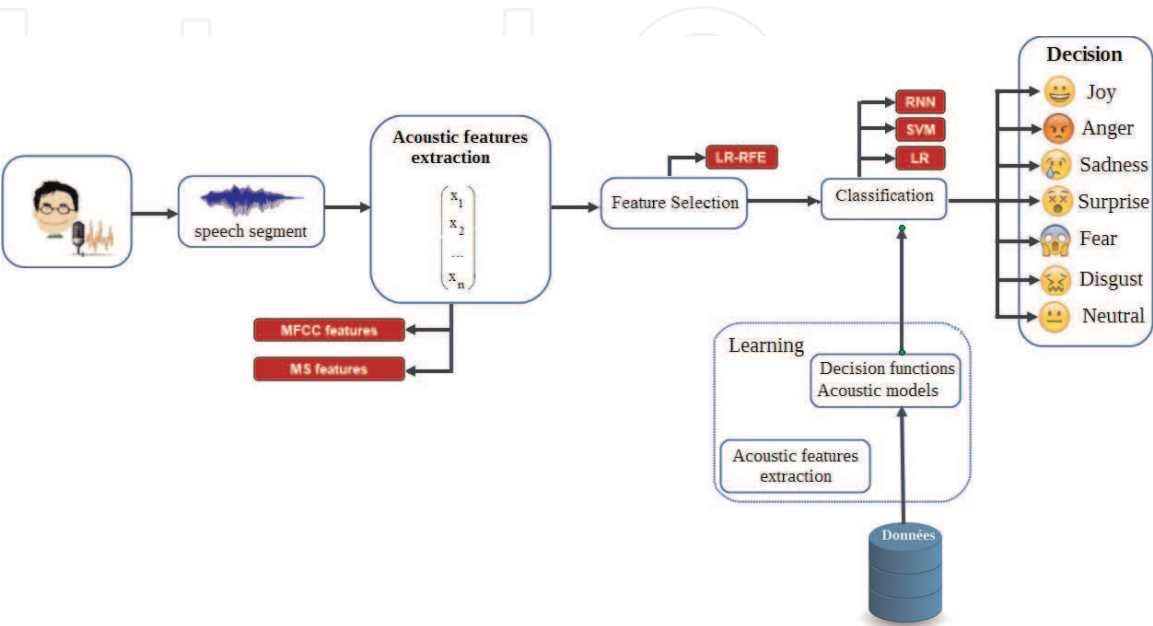 speech segment
Acoustic features
extraction
x1
x2
...
xn
MFCC features
MS features
LR-RFE
Feature Selection
RNN
SVM
LR
Classification
Learning
Decision functions
Acoustic models
Acoustic features
extraction
Données
Decision
Joy
Anger
Sadness
Surprise
Fear
Disgust
Neutral